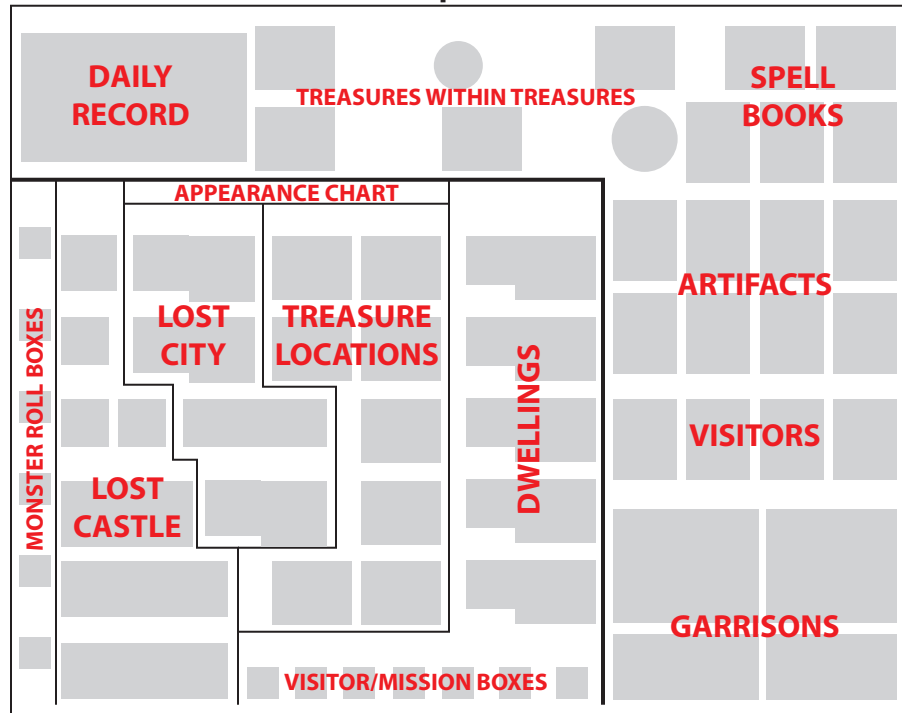 DAILY
RECORD
TREASURES WITHIN TREASURES
SPELL
BOOKS
APPEARANCE CHART
MONSTER ROLL BOXES
LOST
CITY
TREASURE
LOCATIONS
DWELLINGS
ARTIFACTS
VISITORS
LOST
CASTLE
GARRISONS
VISITOR/MISSION BOXES